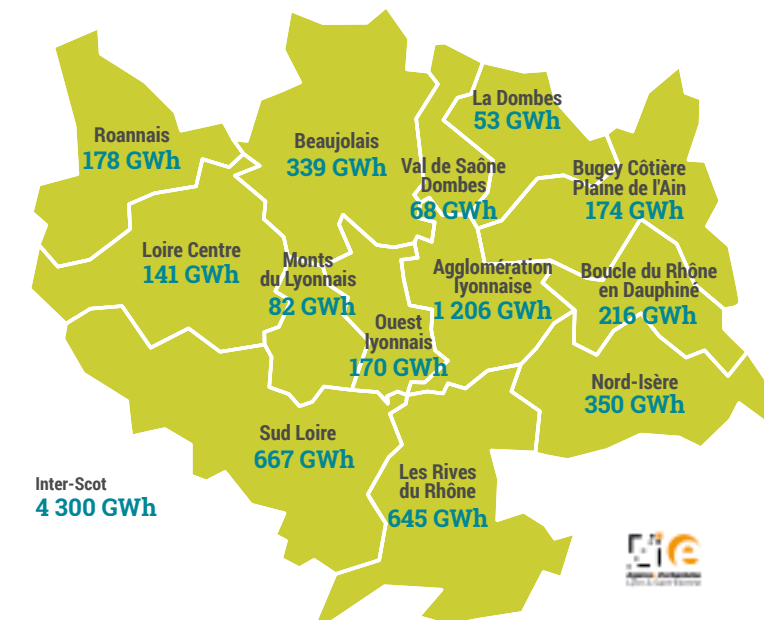 La Dombes
53 GWh
Roannais
178 GWh
Beaujolais
339 GWh
Val de Saône
Dombes
68 GWh
Bugey Côtière
Plaine de l'Ain
174 GWh
Loire Centre
141 GWh
Monts
du Lyonnais
82 GWh
Agglomération
lyonnaise
1 206 GWh
Boucle du Rhône
en Dauphiné
216 GWh
Ouest
lyonnais
170 GWh
Nord-Isère
350 GWh
Sud Loire
667 GWh
Les Rives
du Rhône
645 GWh
Inter-Scot
4 300 GWh